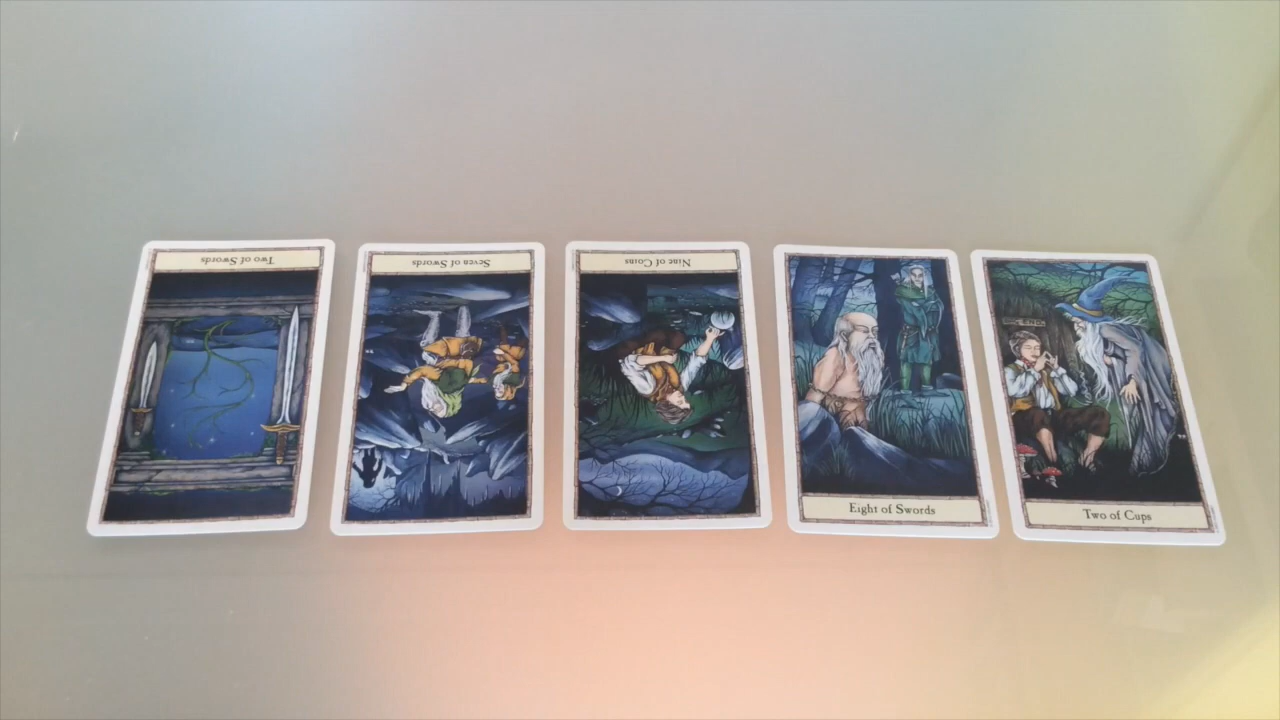 Two of Swords
Seven of Swords
Nine of Coins
Eight of Swords
Two of Cups